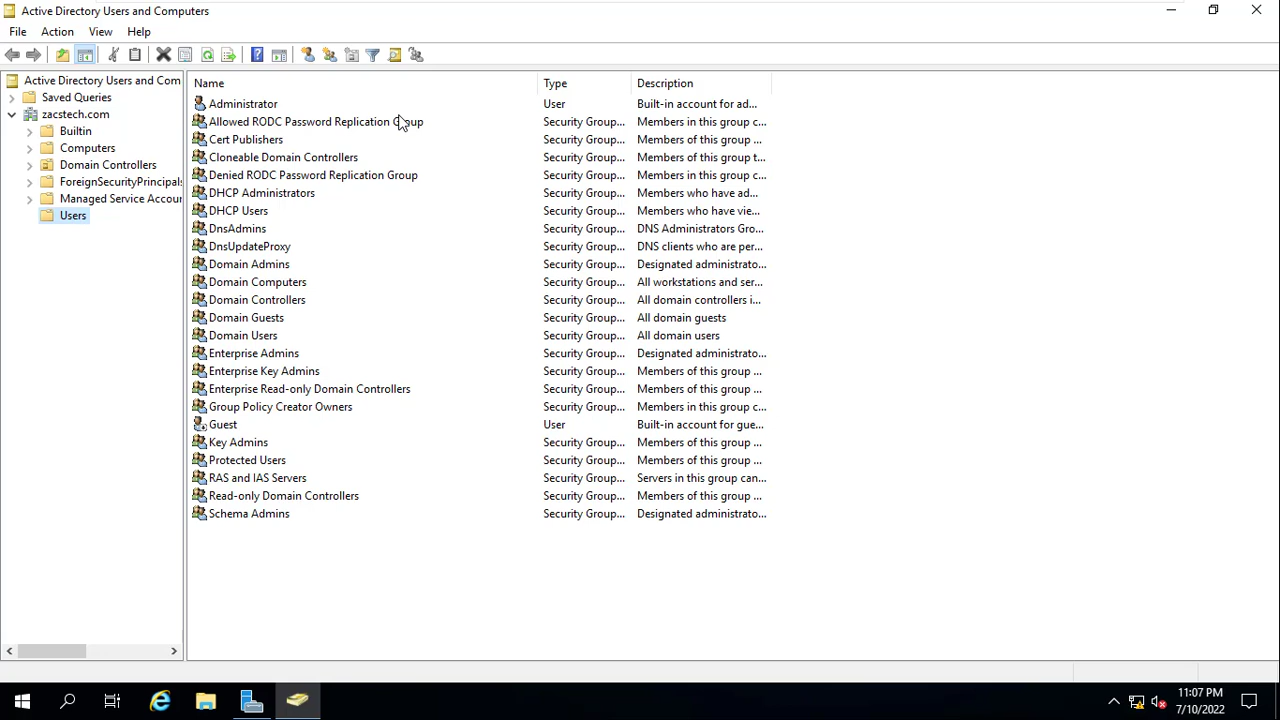 Active Directory Users and Computers
File Action View Help
Active Directory Users and Com
Saved Queries
zacstech.com
Builtin
Computers
Domain Controllers
ForeignSecurityPrincipals
Managed Service Accou
Users
Name Type Description
Administrator User Built-in account for ad...
Allowed RODC Password Replication Group Security Group... Members in this group c...
Cert Publishers Security Group... Members of this group ...
Cloneable Domain Controllers Security Group... Members of this group t...
Denied RODC Password Replication Group Security Group... Members in this group c...
DHCP Administrators Security Group... Members who have ad...
DHCP Users Security Group... Members who have vie...
DnsAdmins Security Group... DNS Administrators Gro...
DnsUpdateProxy Security Group... DNS clients who are per...
Domain Admins Security Group... Designated administrato...
Domain Computers Security Group... All workstations and ser...
Domain Controllers Security Group... All domain controllers i...
Domain Guests Security Group... All domain guests
Domain Users Security Group... All domain users
Enterprise Admins Security Group... Designated administrato...
Enterprise Key Admins Security Group... Members of this group ...
Enterprise Read-only Domain Controllers Security Group... Members of this group ...
Group Policy Creator Owners Security Group... Members in this group c...
Guest User Built-in account for gue...
Key Admins Security Group... Members of this group ...
Protected Users Security Group... Members of this group ...
RAS and IAS Servers Security Group... Servers in this group can...
Read-only Domain Controllers Security Group... Members of this group ...
Schema Admins Security Group... Designated administrato...
11:07 PM
7/10/2022